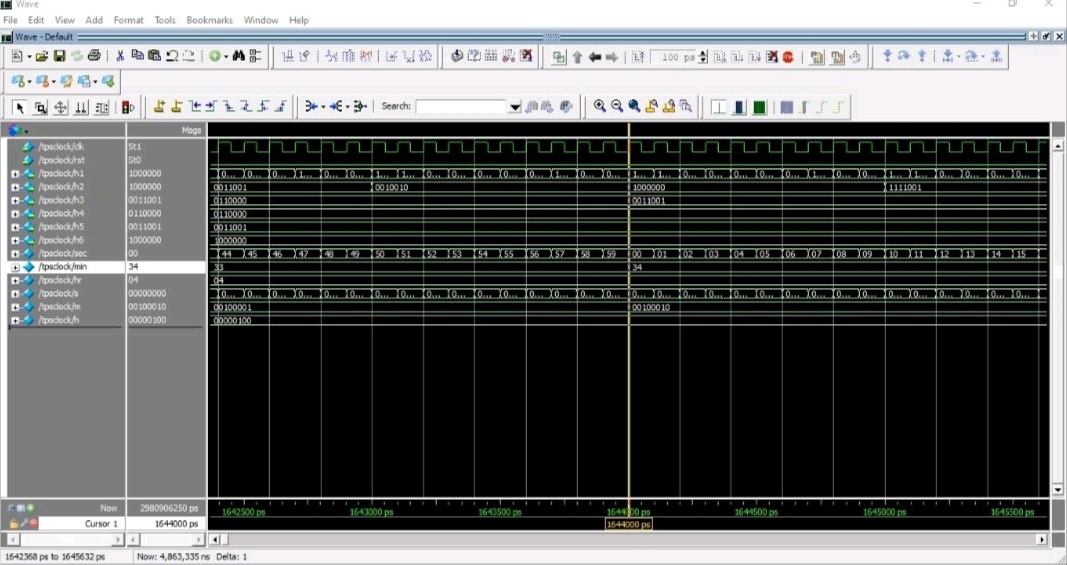 Wave
File Edit View Add Format Tools Bookmarks Window Help
Wave - Default
100 ps
Search:
Msgs
/tpsclock/clk St1
/tpsclock/rst St0
/tpsclock/h1 1000000 0... 0... 0... 1... 0... 0... 1... 1... 0... 0... 0... 0... 0... 1... 0... 0... 1... 1... 0... 0... 0... 0... 0... 1... 0... 0... 1... 1... 0... 0... 0... 0...
/tpsclock/h2 1000000 0011001 0010010 1000000 1111001
/tpsclock/h3 0011001 0110000 0011001
/tpsclock/h4 0110000 0110000
/tpsclock/h5 0011001 0011001
/tpsclock/h6 1000000 1000000
/tpsclock/sec 00 44 45 46 47 48 49 50 51 52 53 54 55 56 57 58 59 00 01 02 03 04 05 06 07 08 09 10 11 12 13 14 15
/tpsclock/min 34 33 34
/tpsclock/hr 04 04
/tpsclock/s 00000000 0... 0... 0... 0... 0... 0... 0... 0... 0... 0... 0... 0... 0... 0... 0... 0... 0... 0... 0... 0... 0... 0... 0... 0... 0... 0... 0... 0... 0... 0... 0... 0...
/tpsclock/m 00100010 00100001 00100010
/tpsclock/h 00000100 00000100
Now 2980906250 ps 1642500 ps 1643000 ps 1643500 ps 1644000 ps 1644500 ps 1645000 ps 1645500 ps
Cursor 1 1644000 ps 1644000 ps
1642368 ps to 1645632 ps Now: 4,863,335 ns Delta: 1